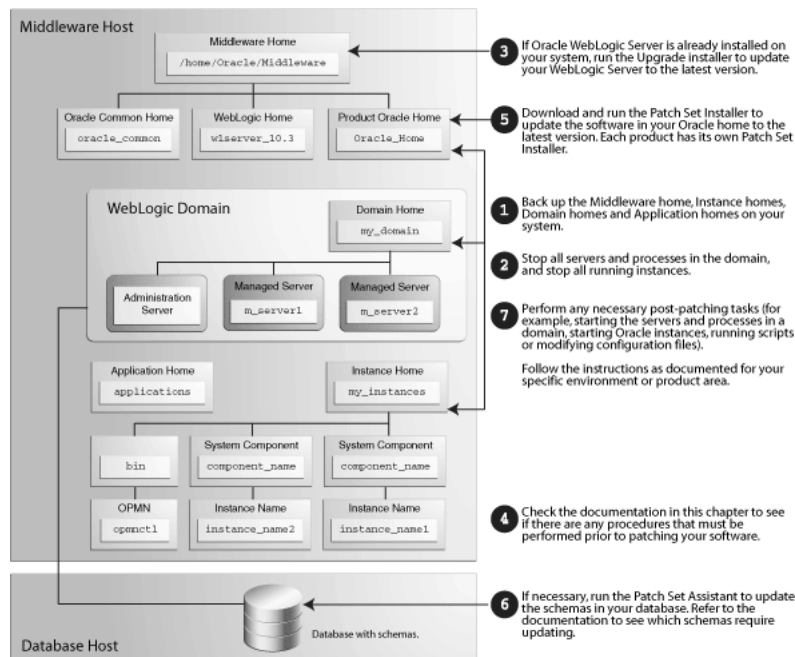 Middleware Host
Middleware Home
/home/Oracle/Middleware
Oracle Common Home
oracle_common
WebLogic Home
wlserver_10.3
Product Oracle Home
Oracle_Home
WebLogic Domain
Domain Home
my_domain
Administration
Server
Managed Server
m_server1
Managed Server
m_server2
Application Home
applications
Instance Home
my_instances
bin
System Component
component_name
System Component
component_name
OPMN
opmnctl
Instance Name
instance_name2
Instance Name
instance_name1
Database with schemas.
Database Host
3
If Oracle WebLogic Server is already installed on
your system, run the Upgrade installer to update
your WebLogic Server to the latest version.
5
Download and run the Patch Set Installer to
update the software in your Oracle home to the
latest version. Each product has its own Patch Set
Installer.
1
Back up the Middleware home, Instance homes,
Domain homes and Application homes on your
system.
2
Stop all servers and processes in the domain,
and stop all running instances.
7
Perform any necessary post-patching tasks (for
example, starting the servers and processes in a
domain, starting Oracle instances, running scripts
or modifying configuration files).
Follow the instructions as documented for your
specific environment or product area.
4
Check the documentation in this chapter to see
if there are any procedures that must be
performed prior to patching your software.
6
If necessary, run the Patch Set Assistant to update
the schemas in your database. Refer to the
documentation to see which schemas require
updating.